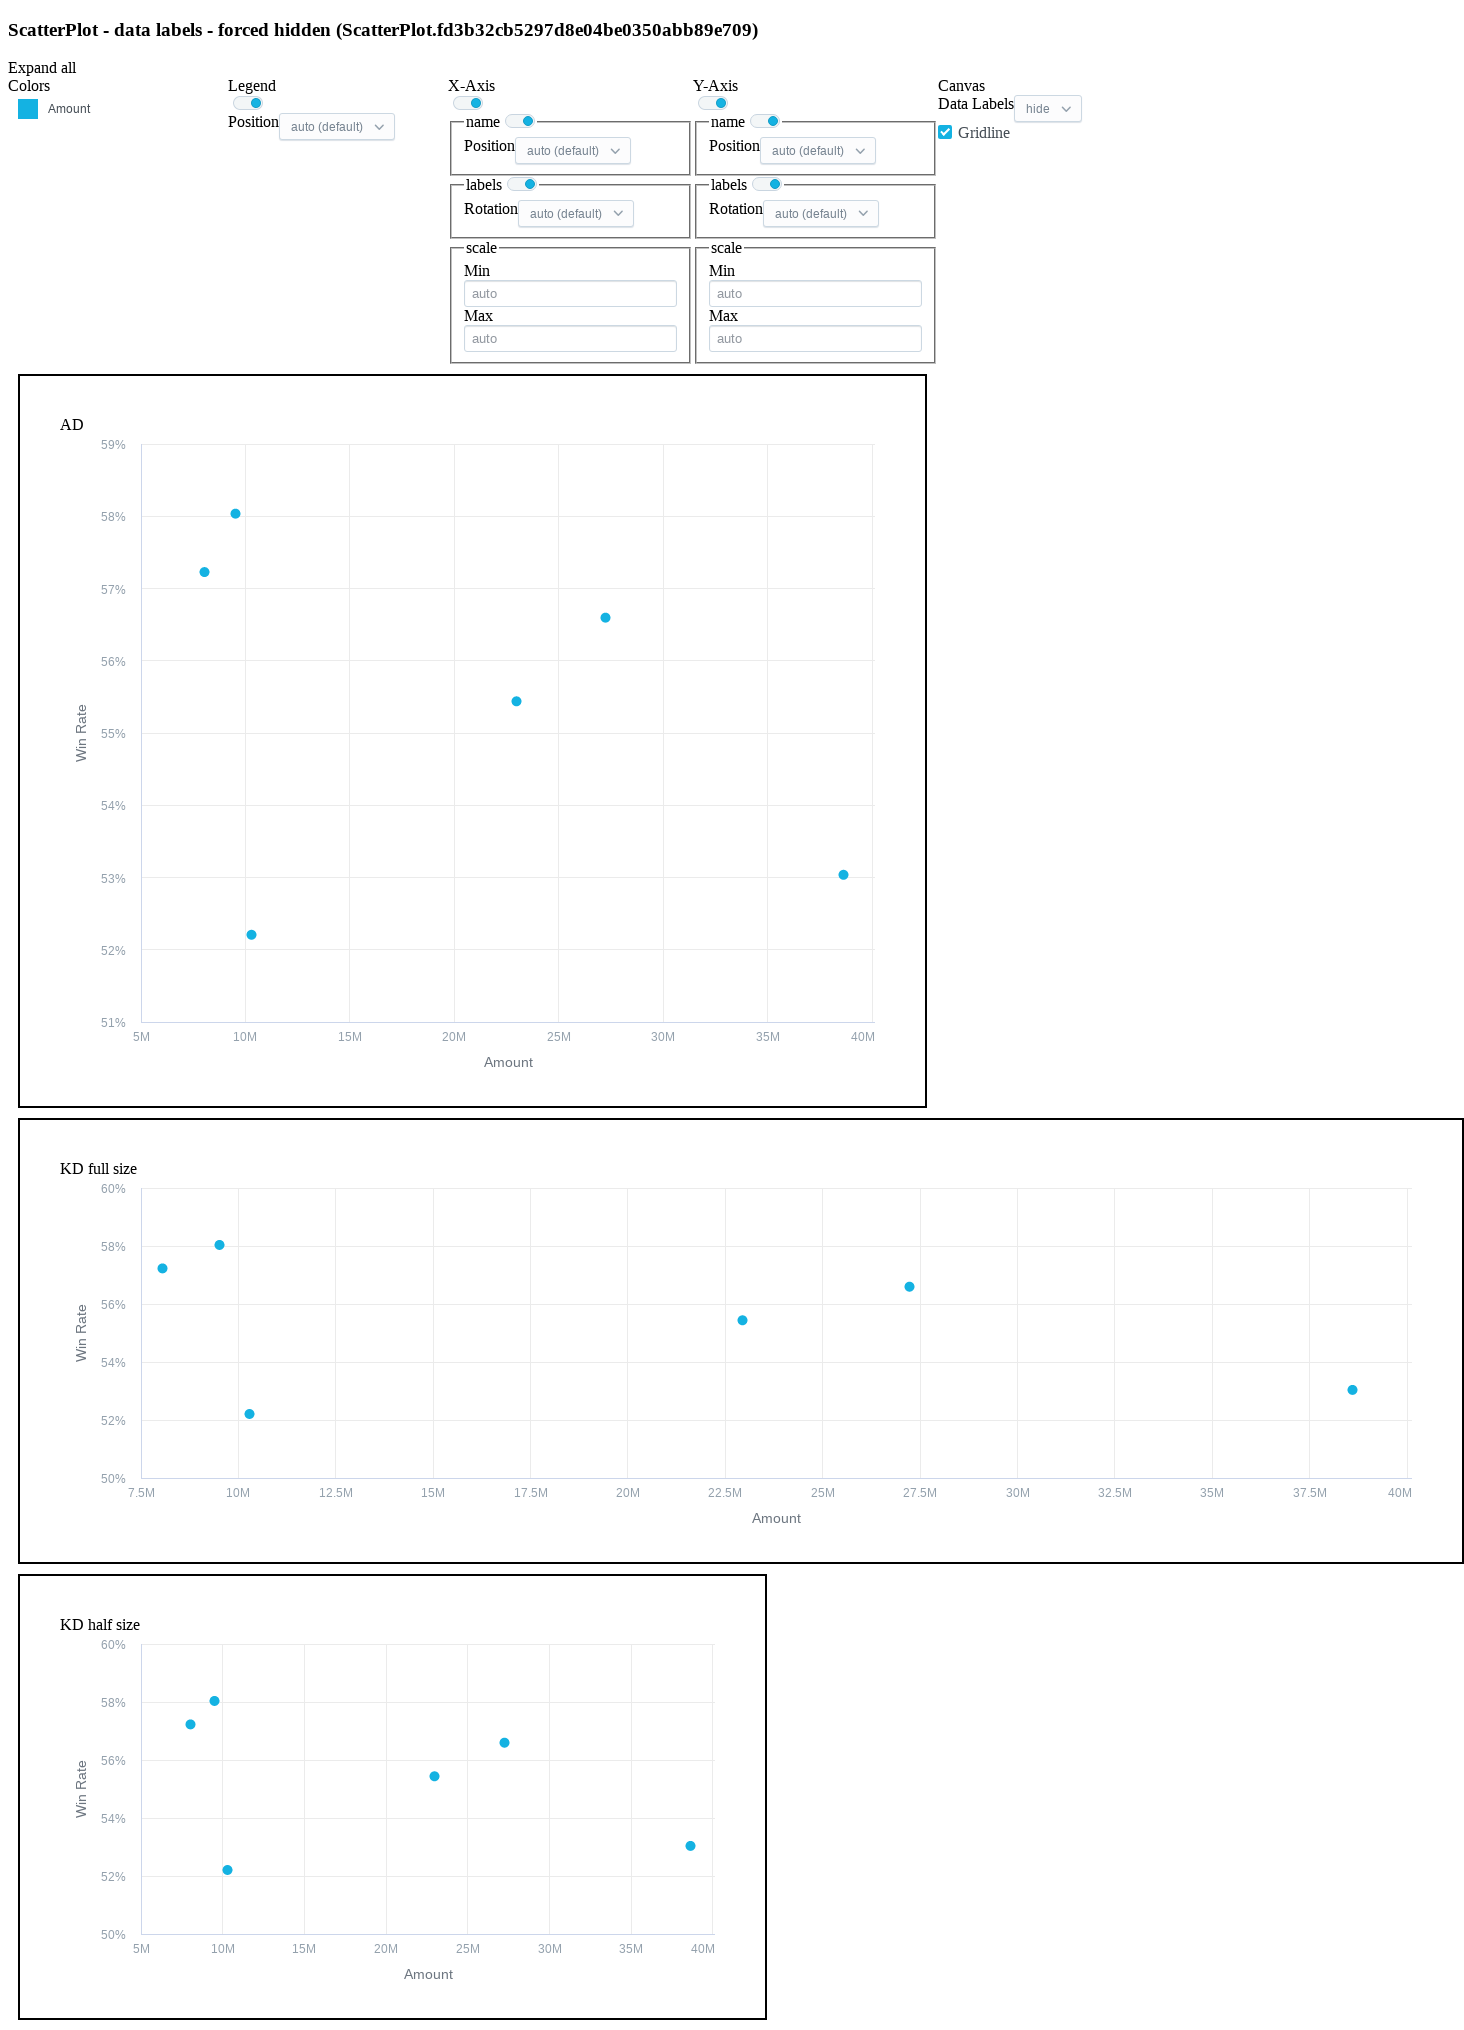 ScatterPlot - data labels - forced hidden (ScatterPlot.fd3b32cb5297d8e04be0350abb89e709)
Expand all
Colors
Amount
Legend
Position auto (default)
X-Axis
name
Position auto (default)
labels
Rotation auto (default)
scale
Min
auto
Max
auto
Y-Axis
name
Position auto (default)
labels
Rotation auto (default)
scale
Min
auto
Max
auto
Canvas
Data Labels hide
Gridline
AD
59%
58%
57%
56%
55%
54%
53%
52%
51%
Win Rate
5M 10M 15M 20M 25M 30M 35M 40M
Amount
KD full size
60%
58%
56%
54%
52%
50%
Win Rate
7.5M 10M 12.5M 15M 17.5M 20M 22.5M 25M 27.5M 30M 32.5M 35M 37.5M 40M
Amount
KD half size
60%
58%
56%
54%
52%
50%
Win Rate
5M 10M 15M 20M 25M 30M 35M 40M
Amount